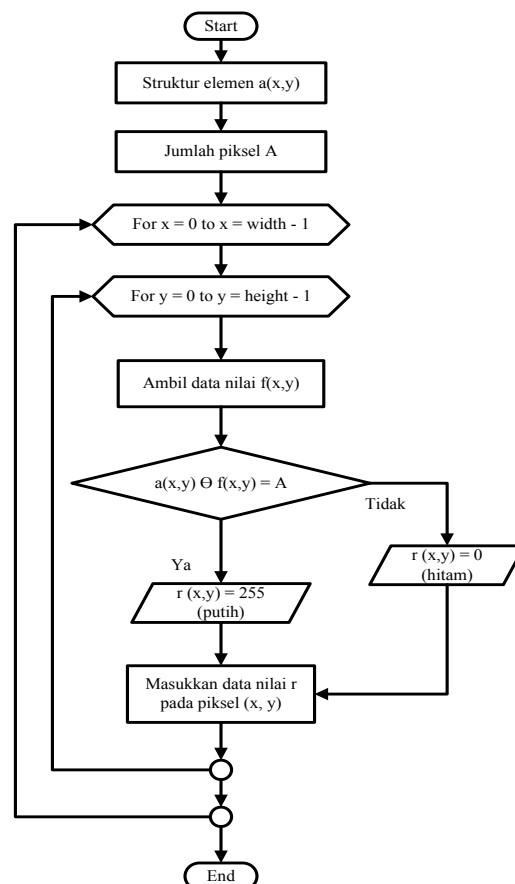 Start
Struktur elemen a(x,y)
Jumlah piksel A
For x = 0 to x = width - 1
For y = 0 to y = height - 1
Ambil data nilai f(x,y)
a(x,y) Ө f(x,y) = A
Tidak
Ya
r (x,y) = 0
(hitam)
r (x,y) = 255
(putih)
Masukkan data nilai r
pada piksel (x, y)
End